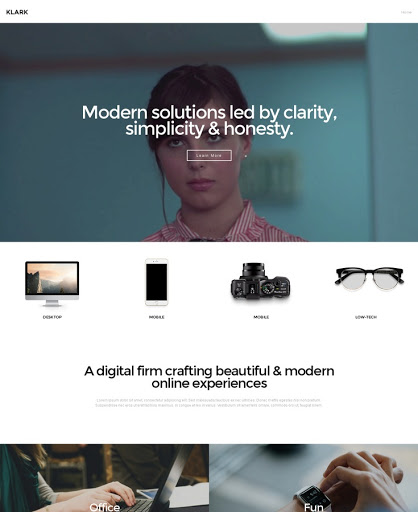 KLARK
Home
Modern solutions led by clarity,
simplicity & honesty.
Learn More
DESKTOP
MOBILE
MOBILE
LOW-TECH
A digital firm crafting beautiful & modern
online experiences
Office
Fun